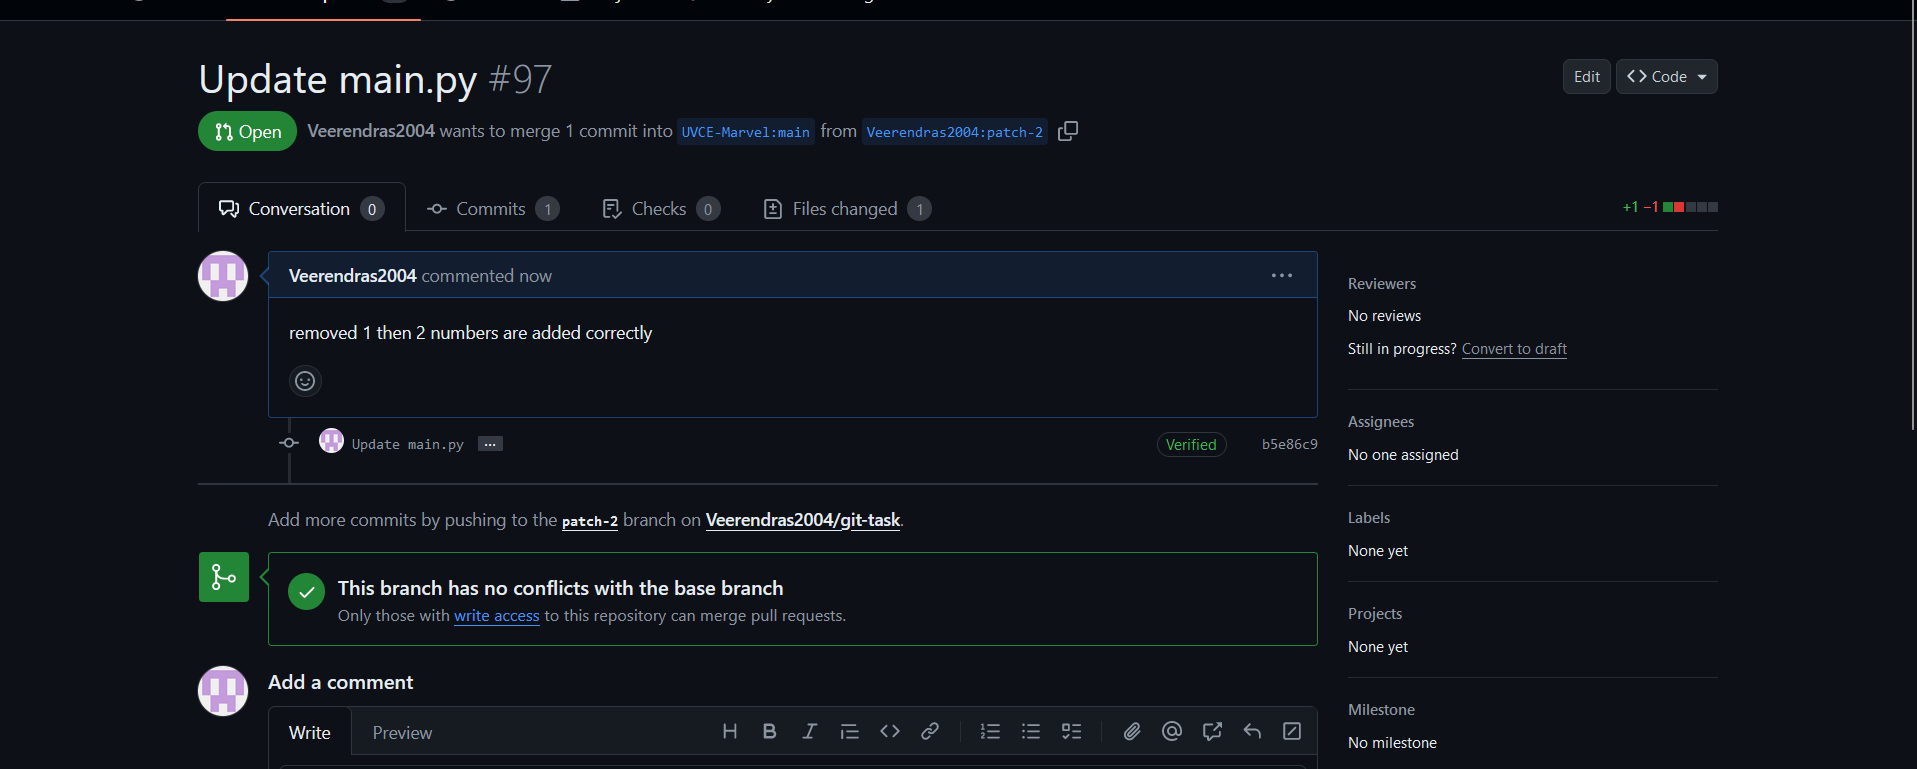 Update main.py #97
Edit
Code
Open
Veerendras2004 wants to merge 1 commit into UVCE-Marvel:main from Veerendras2004:patch-2
Conversation 0
Commits 1
Checks 0
Files changed 1
+1 −1
Veerendras2004 commented now
removed 1 then 2 numbers are added correctly
Update main.py ...
Verified
b5e86c9
Add more commits by pushing to the patch-2 branch on Veerendras2004/git-task.
This branch has no conflicts with the base branch
Only those with write access to this repository can merge pull requests.
Add a comment
Write
Preview
Reviewers
No reviews
Still in progress? Convert to draft
Assignees
No one assigned
Labels
None yet
Projects
None yet
Milestone
No milestone